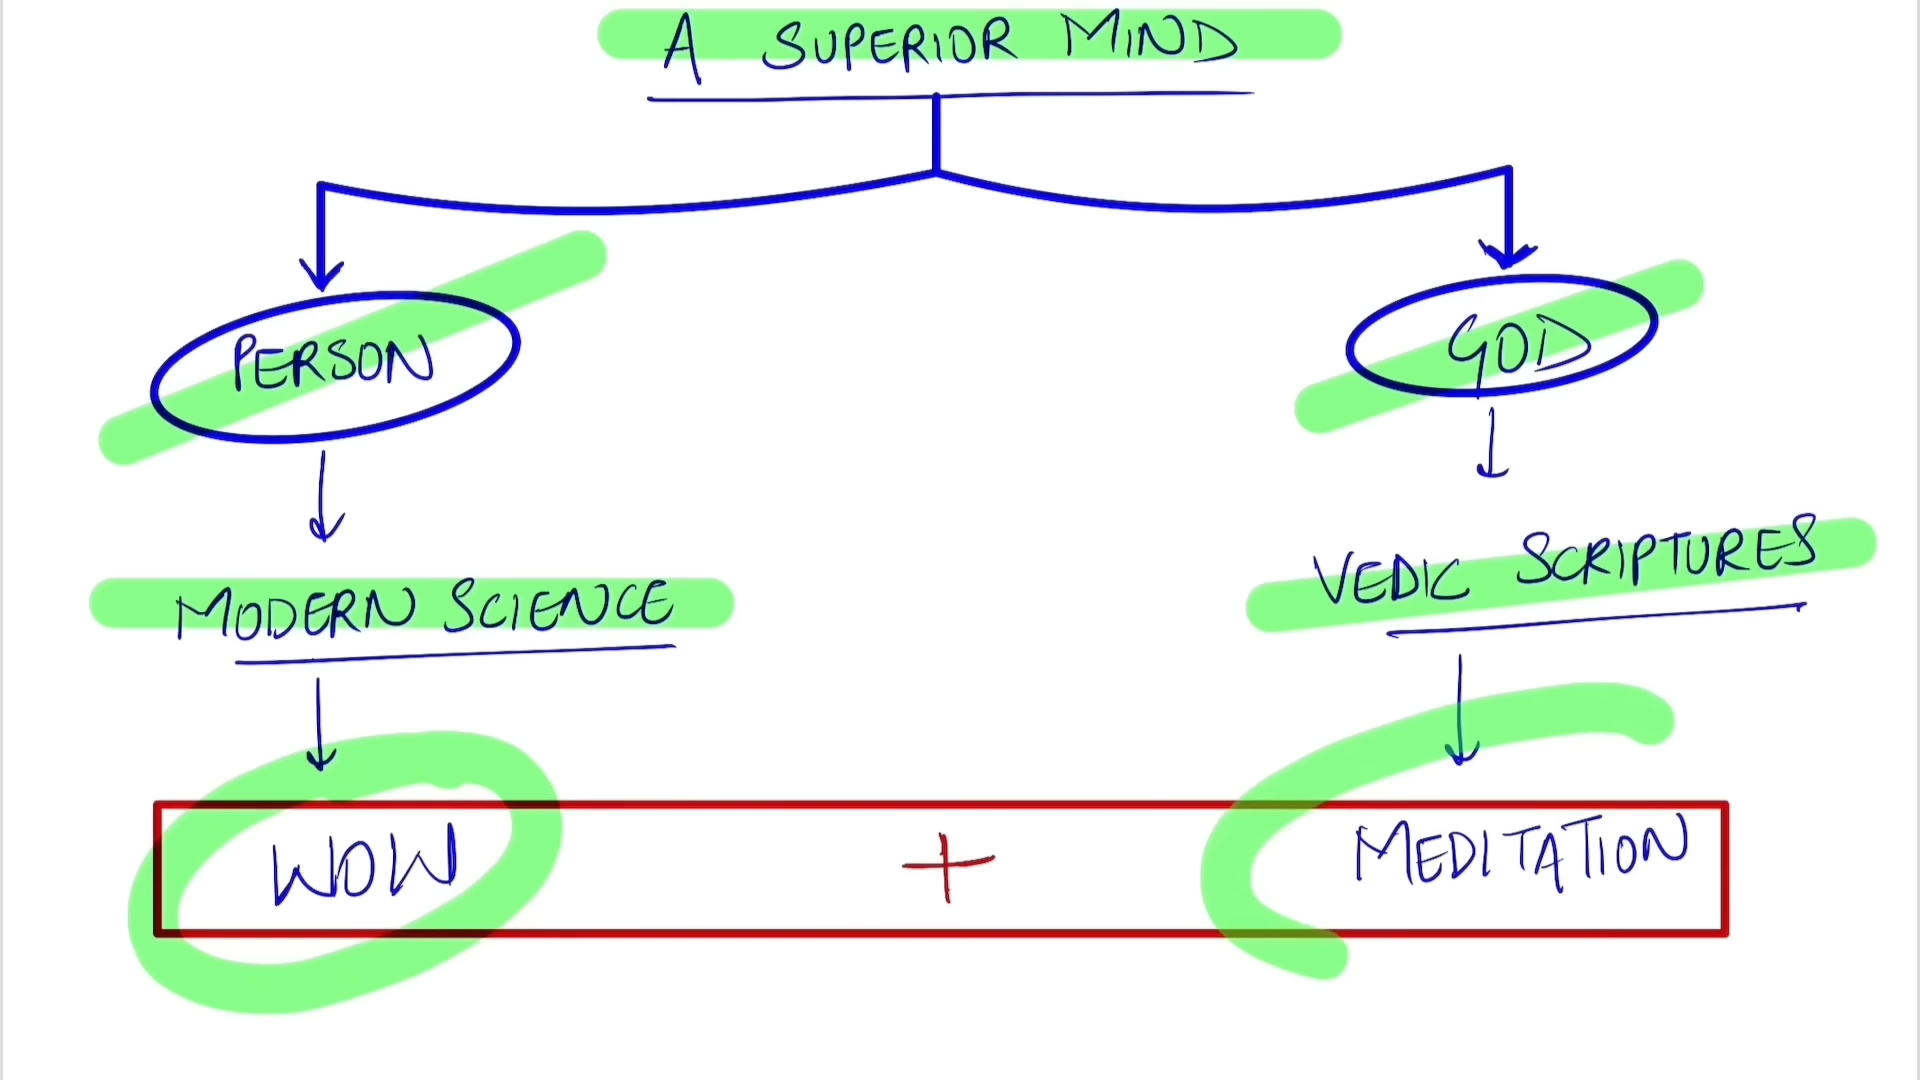 A SUPERIOR MIND
PERSON
GOD
MODERN SCIENCE
VEDIC SCRIPTURES
WOW + MEDITATION